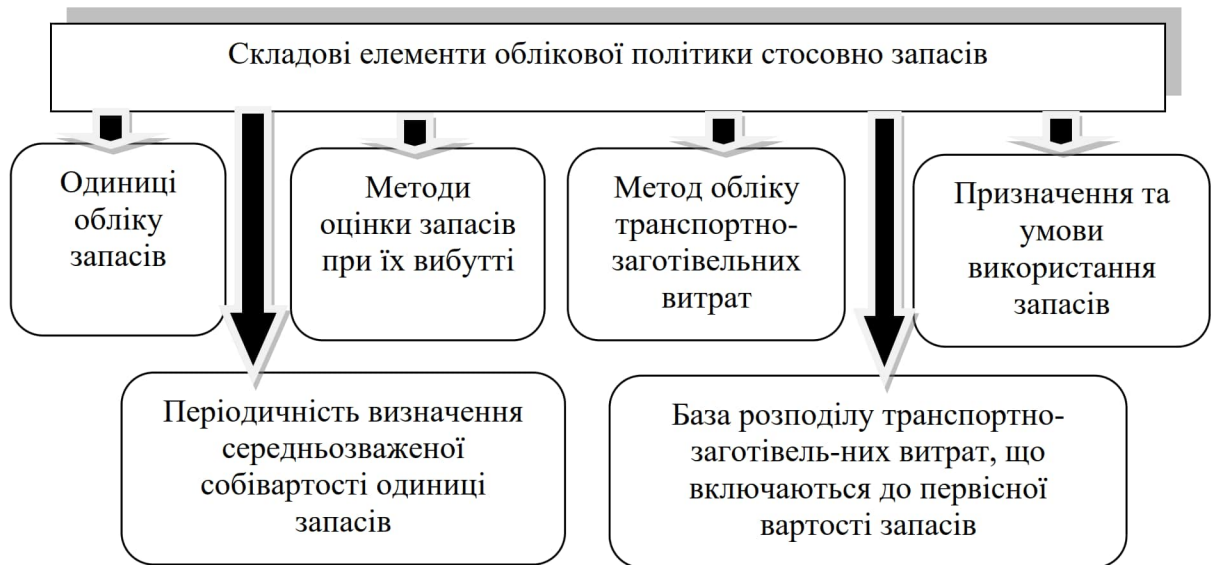 Складові елементи облікової політики стосовно запасів
Одиниці
обліку
запасів
Методи
оцінки запасів
при їх вибутті
Метод обліку
транспортно-
заготівельних
витрат
Призначення та
умови
використання
запасів
Періодичність визначення
середньозваженої
собівартості одиниці
запасів
База розподілу транспортно-
заготівель-них витрат, що
включаються до первісної
вартості запасів